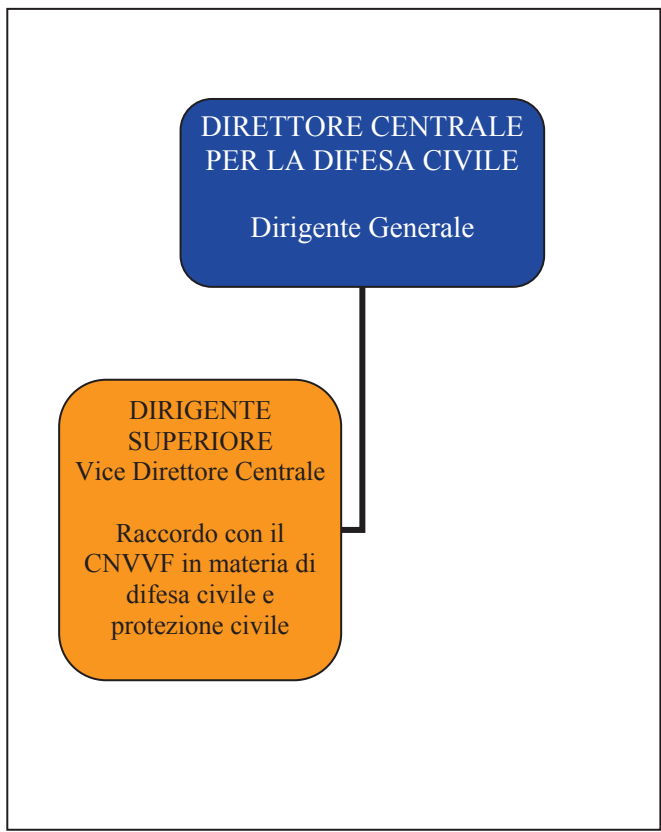 DIRETTORE CENTRALE
PER LA DIFESA CIVILE
Dirigente Generale
DIRIGENTE
SUPERIORE
Vice Direttore Centrale
Raccordo con il
CNVVF in materia di
difesa civile e
protezione civile